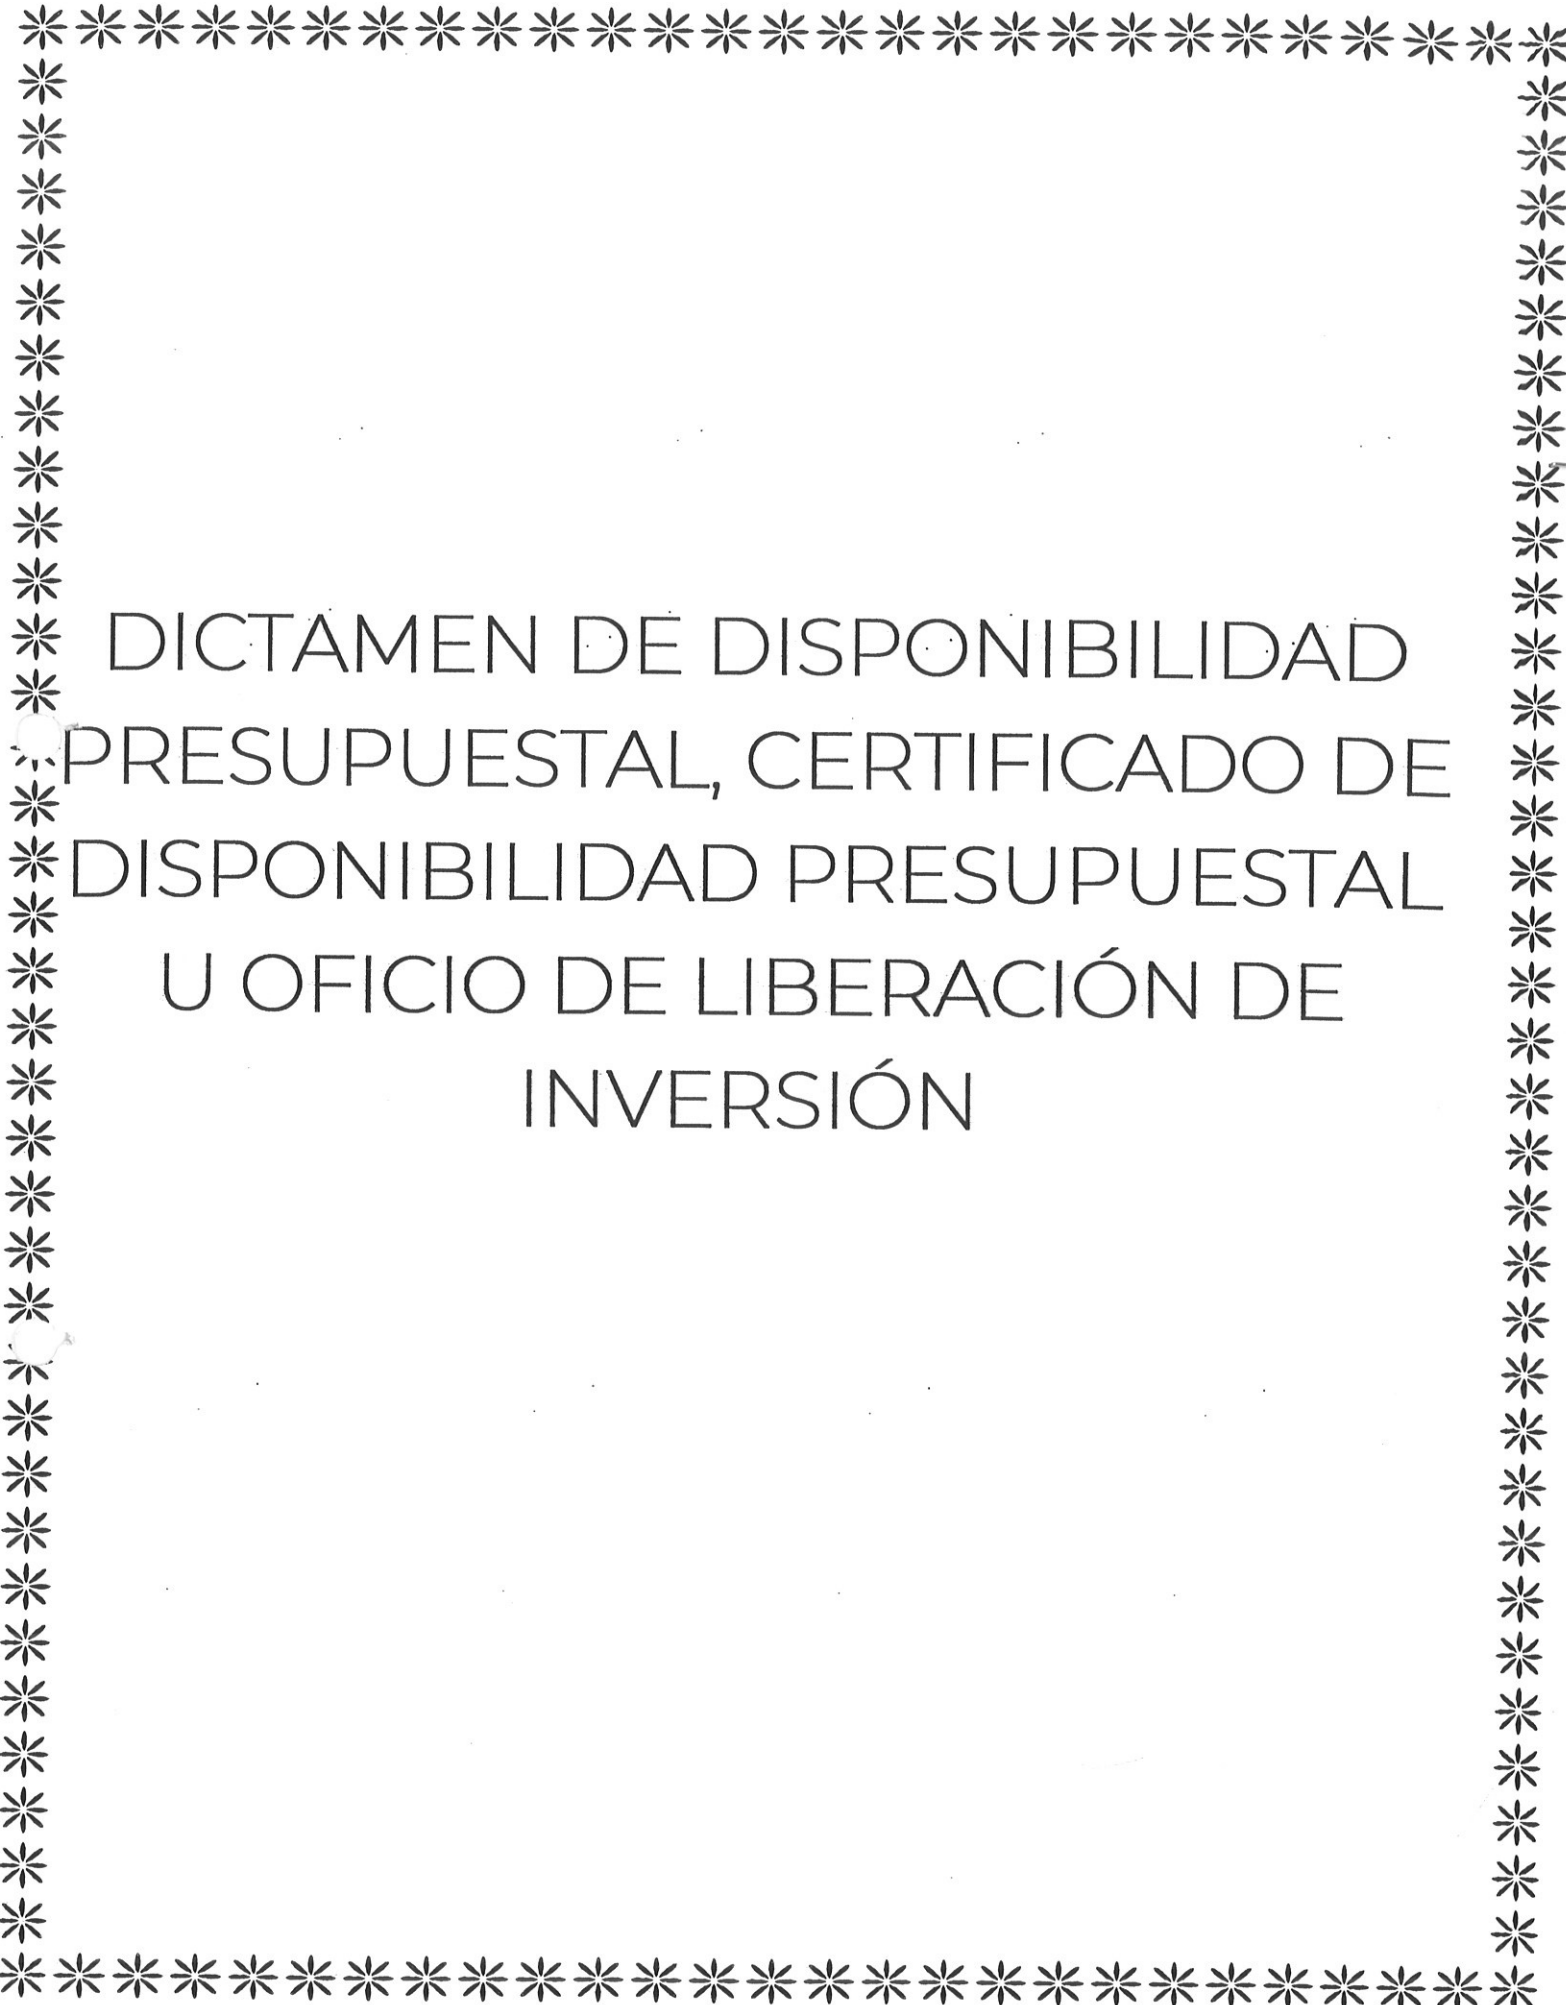 DICTAMEN DE DISPONIBILIDAD
PRESUPUESTAL, CERTIFICADO DE
DISPONIBILIDAD PRESUPUESTAL
U OFICIO DE LIBERACIÓN DE
INVERSIÓN